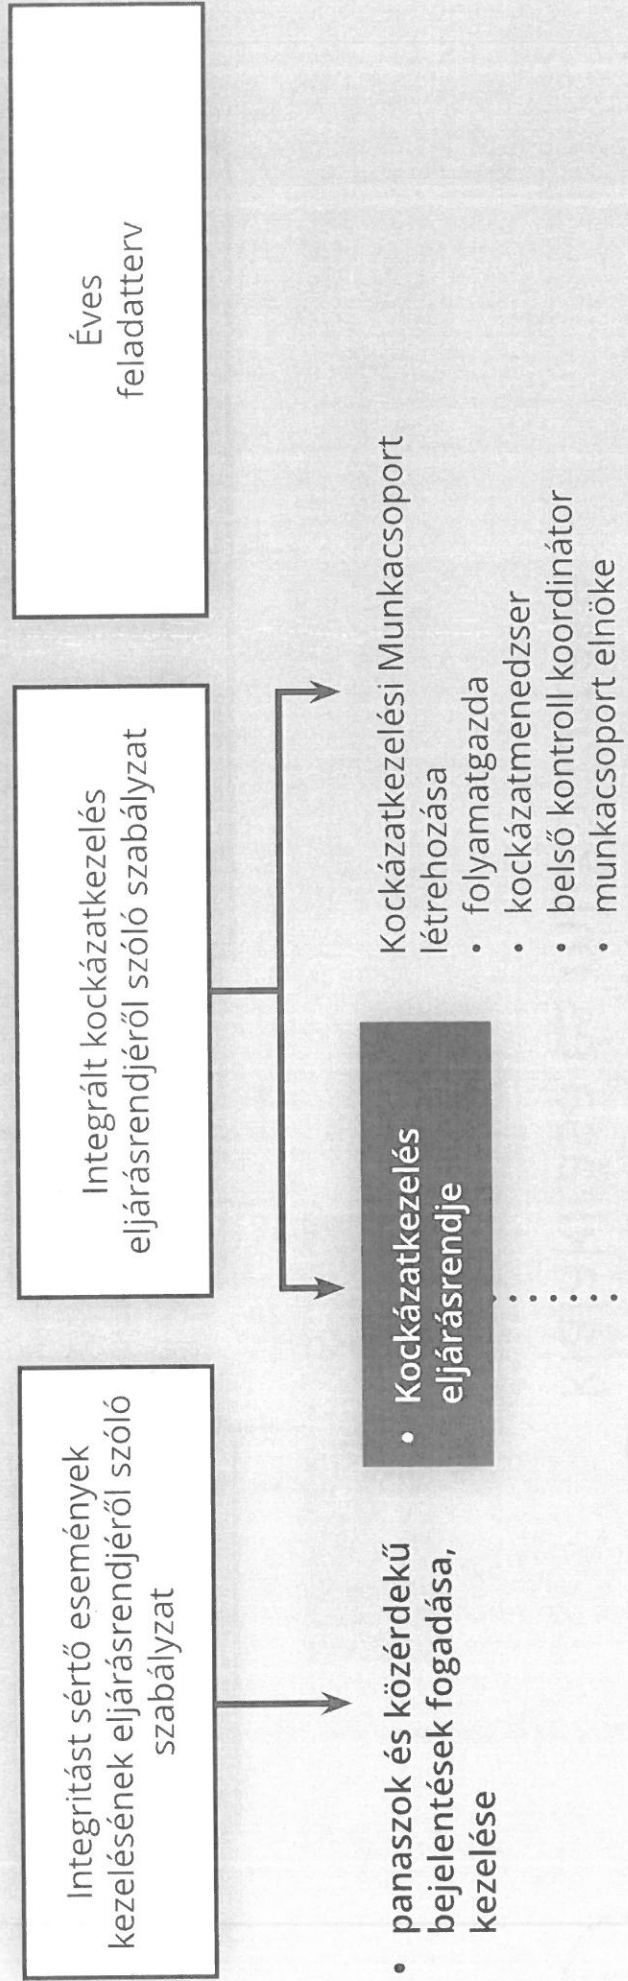 Integritást sértő események
kezelésének eljárásrendjéről szóló
szabályzat
Integrált kockázatkezelés
eljárásrendjéről szóló szabályzat
Éves
feladatterv
• panaszok és közérdekű
bejelentések fogadása,
kezelése
• Kockázatkezelés
eljárásrendje
Kockázatkezelési Munkacsoport
létrehozása
• folyamatgazda
• kockázatmenedzser
• belső kontroll koordinátor
• munkacsoport elnöke